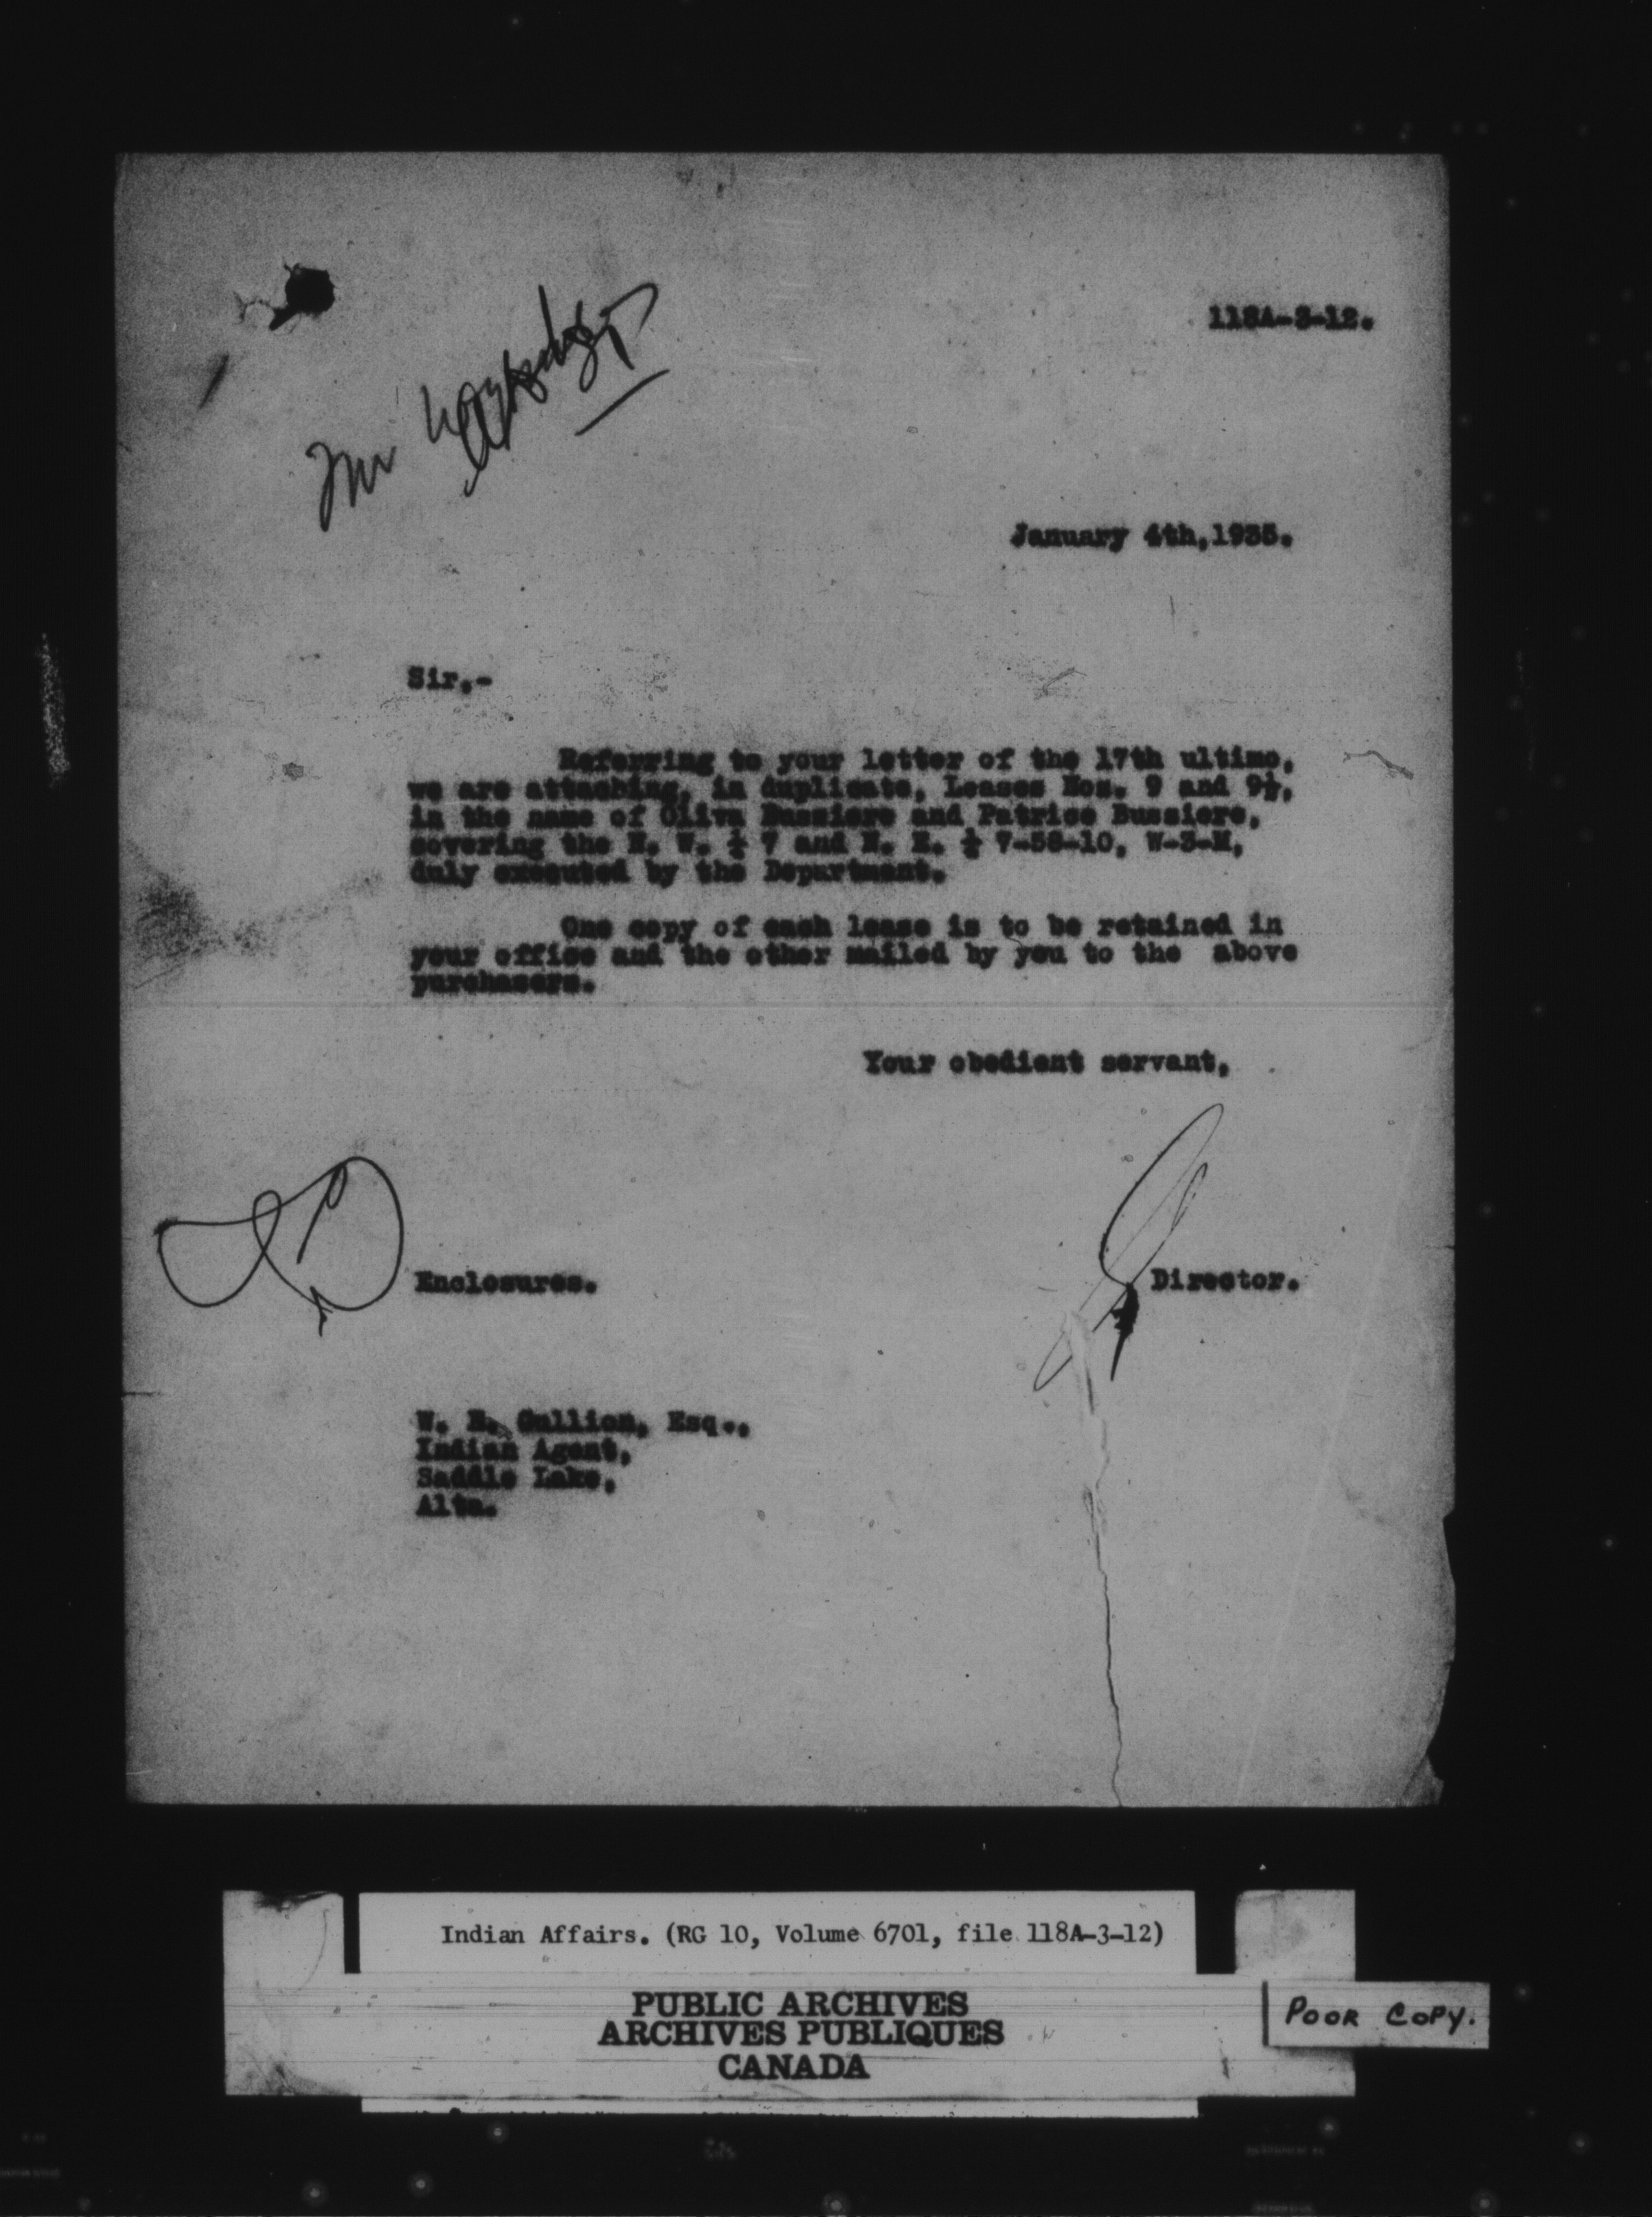 118A-3-12.
Mr
January 4th, 1935.
Sir,-
Referring to your letter of the 17th ultimo,
we are attaching, in duplicate, Leases Nos. 9 and 9½,
in the name of Oliva Bussiere and Patrice Bussiere,
covering the N. W. ¼ 7 and N. E. ¼ 7-58-10, W-3-M,
duly executed by the Department.
One copy of each lease is to be retained in
your office and the other mailed by you to the above
purchasers.
Your obedient servant,
Enclosures.
Director.
W. E. Gullion, Esq.,
Indian Agent,
Saddle Lake,
Alta.
Indian Affairs. (RG 10, Volume 6701, file 118A-3-12)
PUBLIC ARCHIVES
ARCHIVES PUBLIQUES
CANADA
POOR COPY.